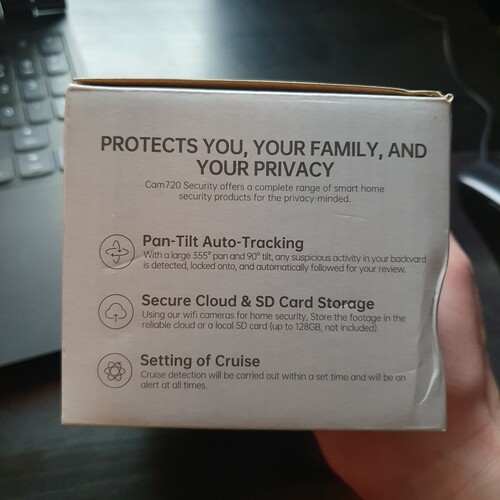 PROTECTS YOU, YOUR FAMILY, AND
YOUR PRIVACY
Cam720 Security offers a complete range of smart home
security products for the privacy-minded.
Pan-Tilt Auto-Tracking
With a large 355° pan and 90° tilt, any suspicious activity in your backyard
is detected, locked onto, and automatically followed for your review.
Secure Cloud & SD Card Storage
Using our wifi cameras for home security, Store the footage in the
reliable cloud or a local SD card (up to 128GB, not included).
Setting of Cruise
Cruise detection will be carried out within a set time and will be on
alert at all times.